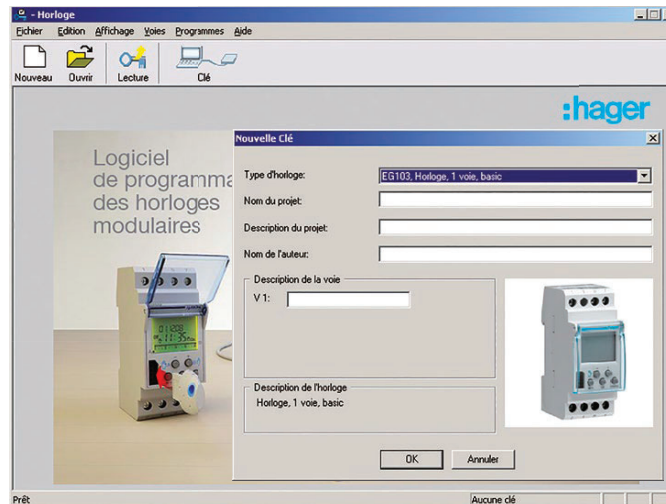 - Horloge
Fichier Edition Affichage Voies Programmes Aide
Nouveau Ouvrir Lecture Clé
:hager
Logiciel
de programma
des horloges
modulaires
Nouvelle Clé
Type d'horloge: EG103, Horloge, 1 voie, basic
Nom du projet:
Description du projet:
Nom de l'auteur:
Description de la voie
V 1:
Description de l'horloge
Horloge, 1 voie, basic
OK Annuler
Prêt Aucune clé